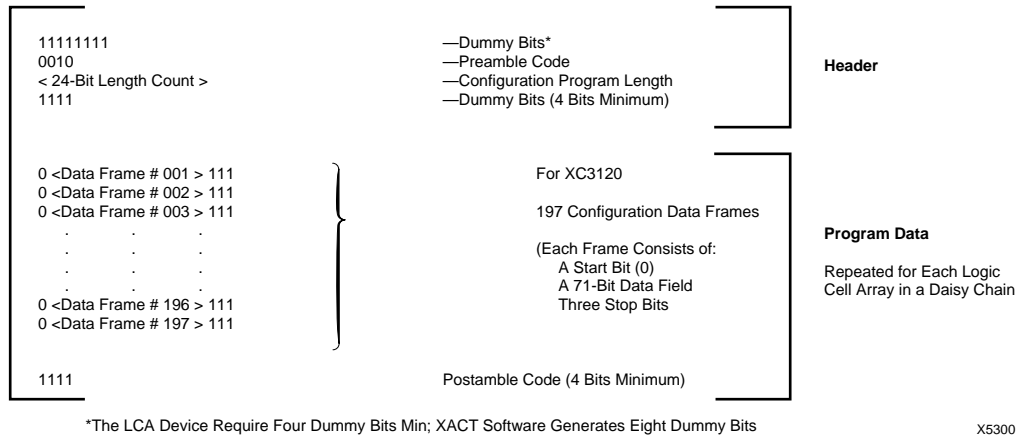 11111111 —Dummy Bits*
0010 —Preamble Code
< 24-Bit Length Count > —Configuration Program Length
1111 —Dummy Bits (4 Bits Minimum)
Header
0 <Data Frame # 001 > 111 For XC3120
0 <Data Frame # 002 > 111
0 <Data Frame # 003 > 111 197 Configuration Data Frames
. . .
. . . (Each Frame Consists of:
. . . A Start Bit (0)
. . . A 71-Bit Data Field
0 <Data Frame # 196 > 111 Three Stop Bits
0 <Data Frame # 197 > 111
Program Data
Repeated for Each Logic
Cell Array in a Daisy Chain
1111 Postamble Code (4 Bits Minimum)
*The LCA Device Require Four Dummy Bits Min; XACT Software Generates Eight Dummy Bits
X5300